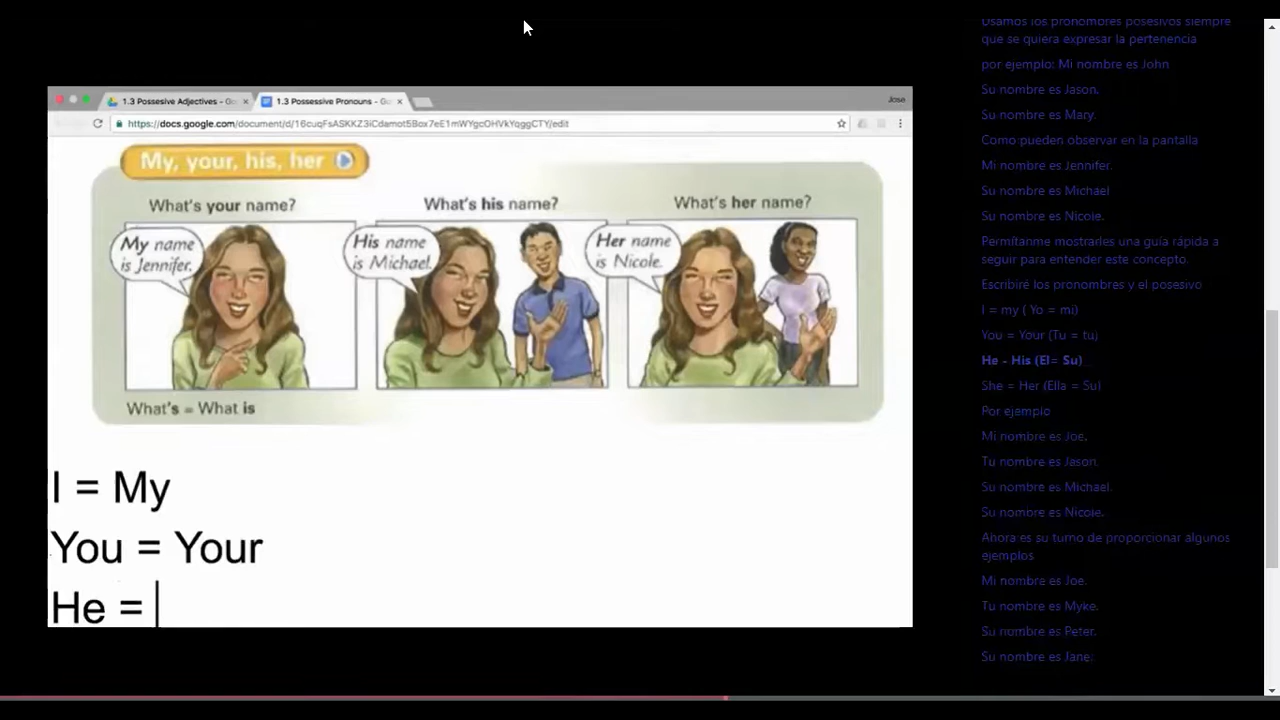 1.3 Possesive Adjectives - Go
1.3 Possessive Pronouns - Go
Jose
My, your, his, her
What's your name?
My name
is Jennifer.
What's his name?
His name
is Michael.
What's her name?
Her name
is Nicole.
What's = What is
I = My
You = Your
He =
Usamos los pronombres posesivos siempre
que se quiera expresar la pertenencia
por ejemplo: Mi nombre es John
Su nombre es Jason.
Su nombre es Mary.
Como pueden observar en la pantalla
Mi nombre es Jennifer.
Su nombre es Michael
Su nombre es Nicole.
Permítanme mostrarles una guía rápida a
seguir para entender este concepto.
Escribiré los pronombres y el posesivo
I = my ( Yo = mi)
You = Your (Tu = tu)
He - His (El= Su)
She = Her (Ella = Su)
Por ejemplo
Mi nombre es Joe.
Tu nombre es Jason.
Su nombre es Michael.
Su nombre es Nicole.
Ahora es su turno de proporcionar algunos
ejemplos
Mi nombre es Joe.
Tu nombre es Myke.
Su nombre es Peter.
Su nombre es Jane: